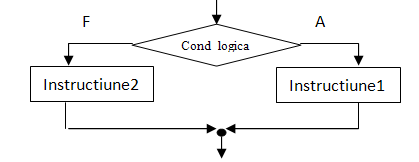 F
A
Cond logica
Instructiune2
Instructiune1